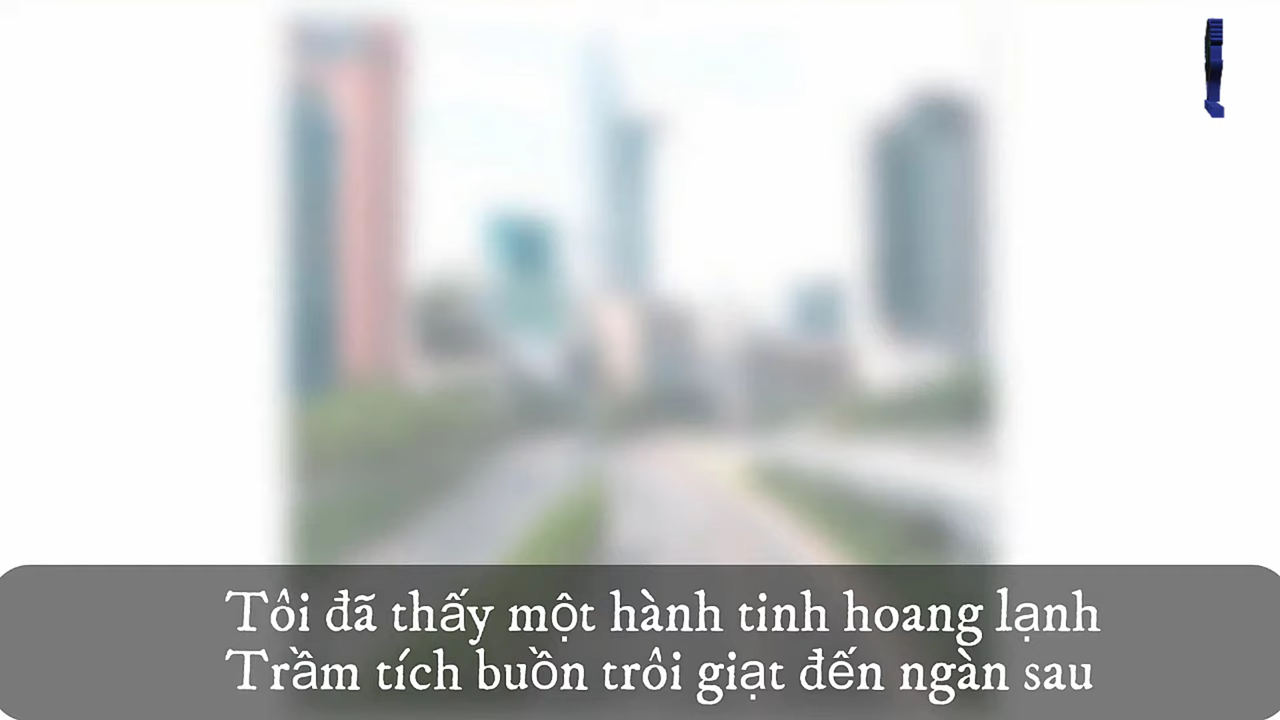 Tôi đã thấy một hành tinh hoang lạnh
Trầm tích buồn trôi giạt đến ngàn sau